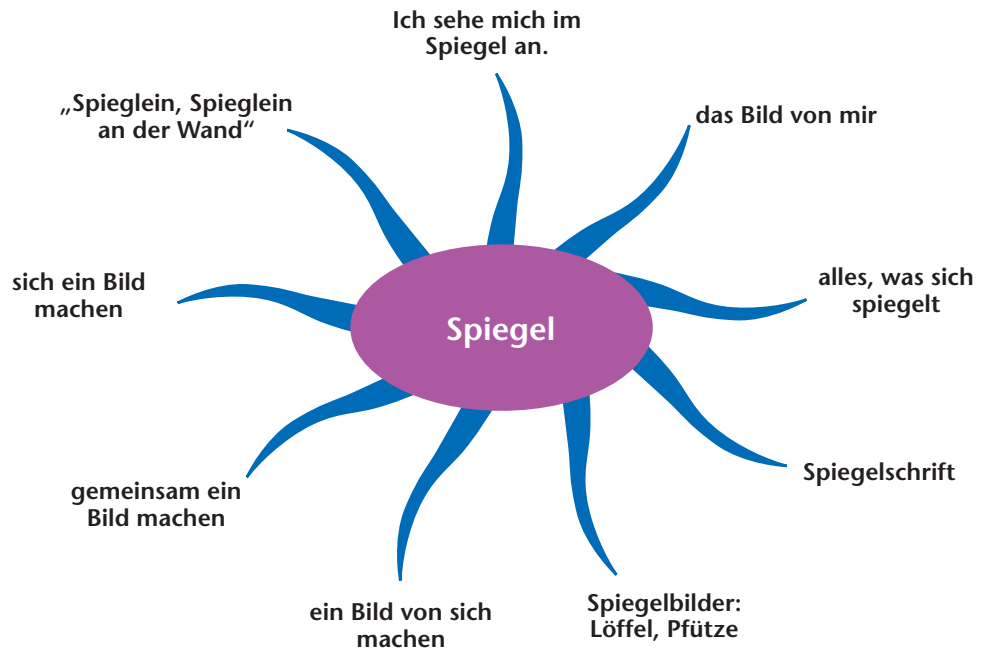 Ich sehe mich im
Spiegel an.
„Spieglein, Spieglein
an der Wand“
das Bild von mir
sich ein Bild
machen
alles, was sich
spiegelt
Spiegel
gemeinsam ein
Bild machen
Spiegelschrift
ein Bild von sich
machen
Spiegelbilder:
Löffel, Pfütze